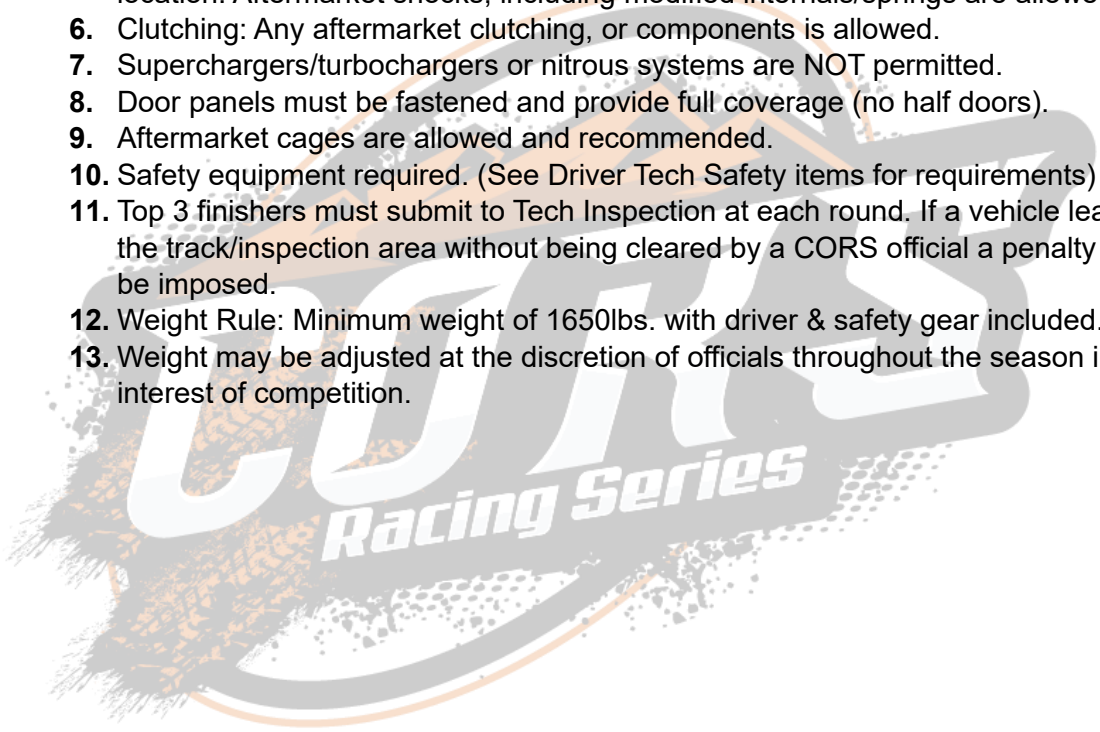 location. Aftermarket shocks, including modified internals/springs are allowe
6. Clutching: Any aftermarket clutching, or components is allowed.
7. Superchargers/turbochargers or nitrous systems are NOT permitted.
8. Door panels must be fastened and provide full coverage (no half doors).
9. Aftermarket cages are allowed and recommended.
10. Safety equipment required. (See Driver Tech Safety items for requirements)
11. Top 3 finishers must submit to Tech Inspection at each round. If a vehicle lea
the track/inspection area without being cleared by a CORS official a penalty
be imposed.
12. Weight Rule: Minimum weight of 1650lbs. with driver & safety gear included.
13. Weight may be adjusted at the discretion of officials throughout the season i
interest of competition.
CORS
Racing Series